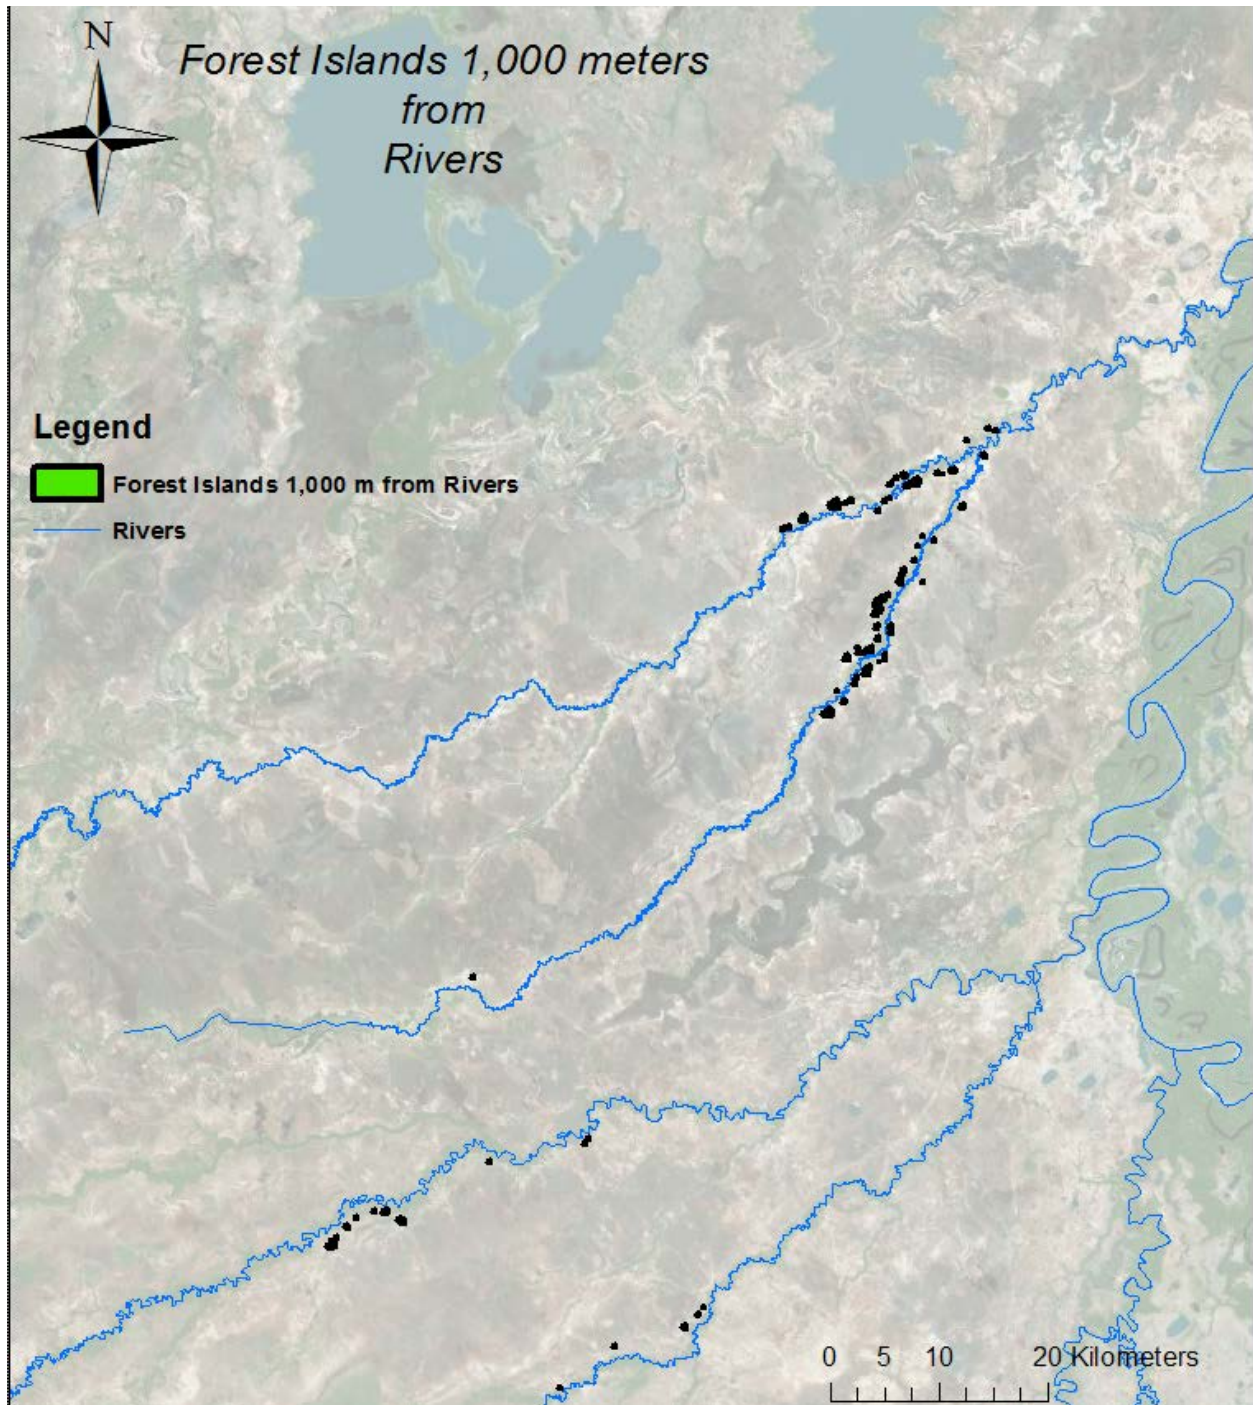 N
Forest Islands 1,000 meters
from
Rivers
Legend
Forest Islands 1,000 m from Rivers
Rivers
0 5 10 20 Kilometers